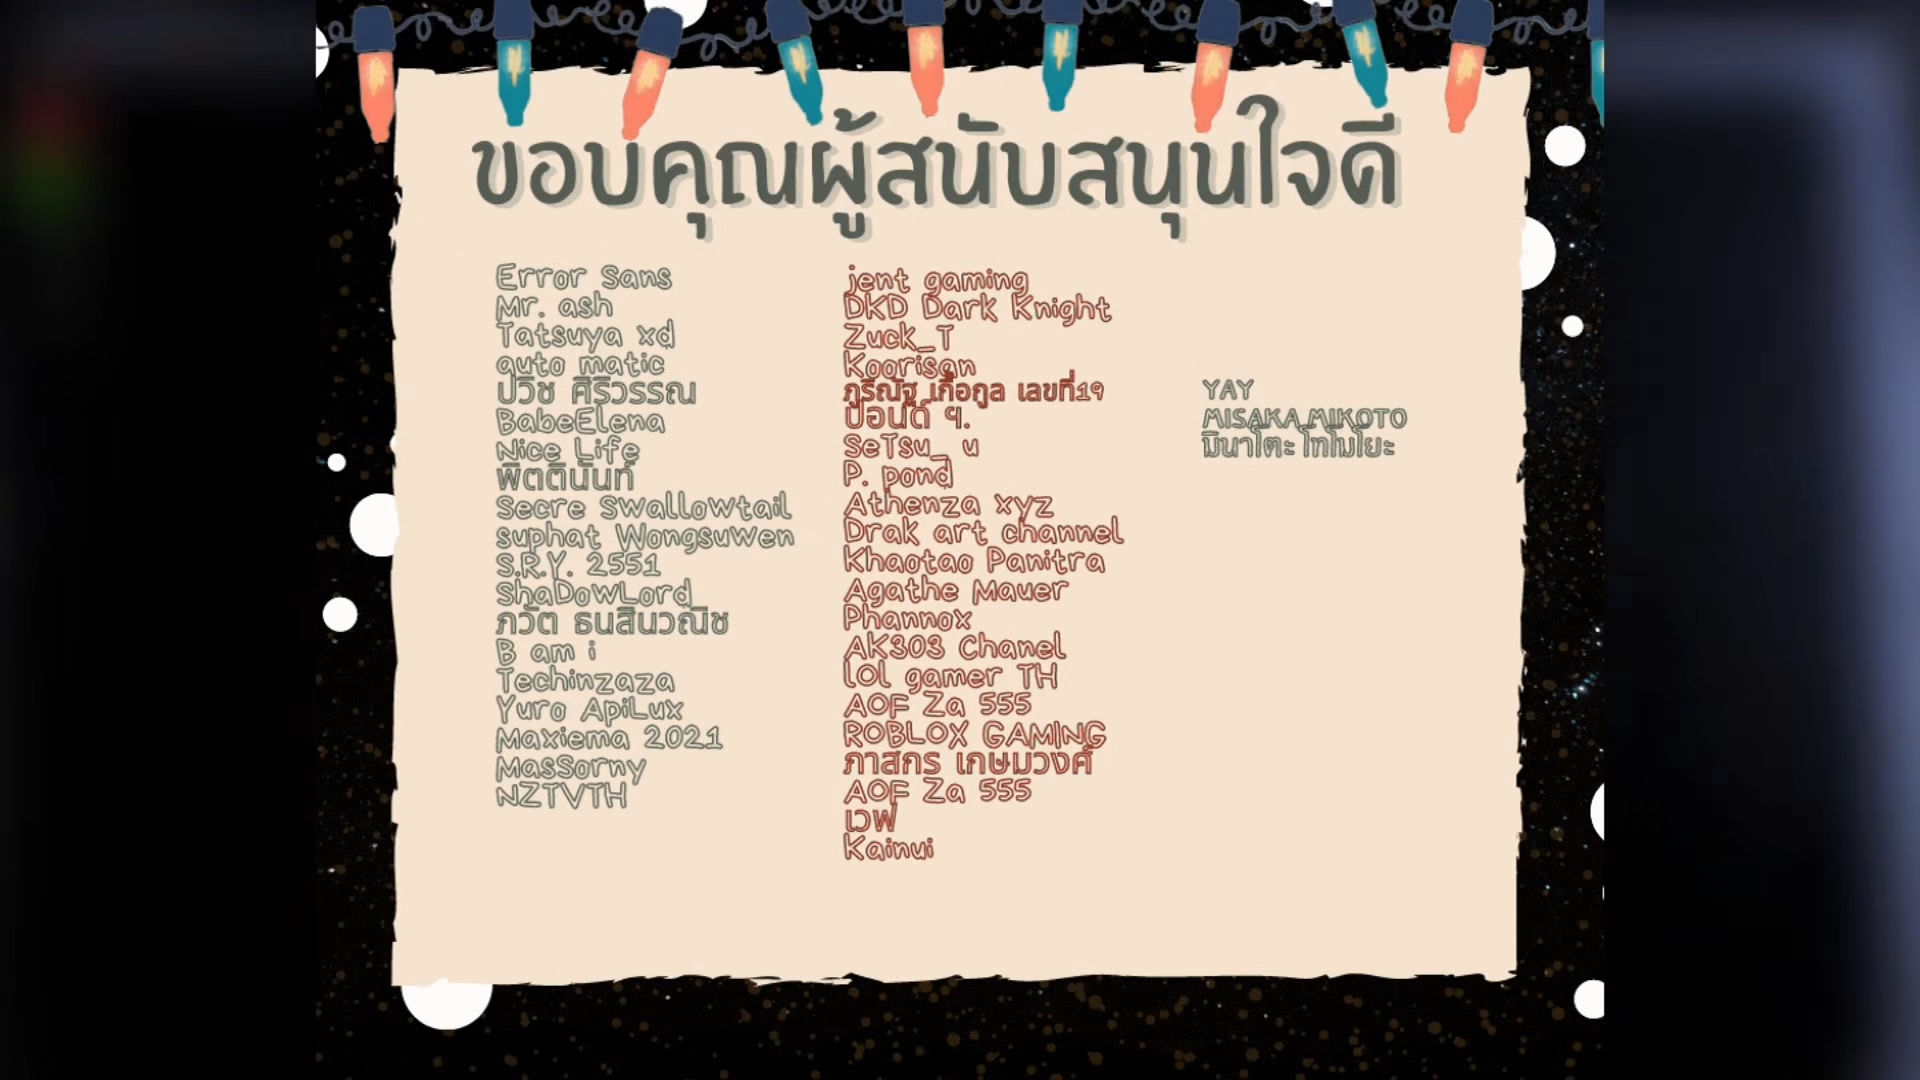 ขอบคุณผู้สนับสนุนใจดี
Error Sans
Mr. ash
Tatsuya xd
auto matic
ปวิช ศิริวรรณ
BabeElena
Nice Life
พิตตินันท์
Secre Swallowtail
suphat Wongsuwen
S.R.Y. 2551
ShaDowLord
ภวัต ธนสินวณิช
B am i
Techinzaza
Yuro ApiLux
Maxiema 2021
MasSorny
NZTVTH
jent gaming
DKD Dark Knight
Zuck_T
Koorisan
ภูริณัฐ เกื้อกูล เลขที่19
ปอนด์ ฯ.
SeTsu_ u
P. pond
Athenza xyz
Drak art channel
Khaotao Panitra
Agathe Mauer
Phannox
AK303 Chanel
lOl gamer TH
AOF Za 555
ROBLOX GAMING
ภาสกร เกษมวงศ์
AOF Za 555
เวฟ
Kainui
YAY
MISAKA MIKOTO
มินาโตะ โทโมโยะ